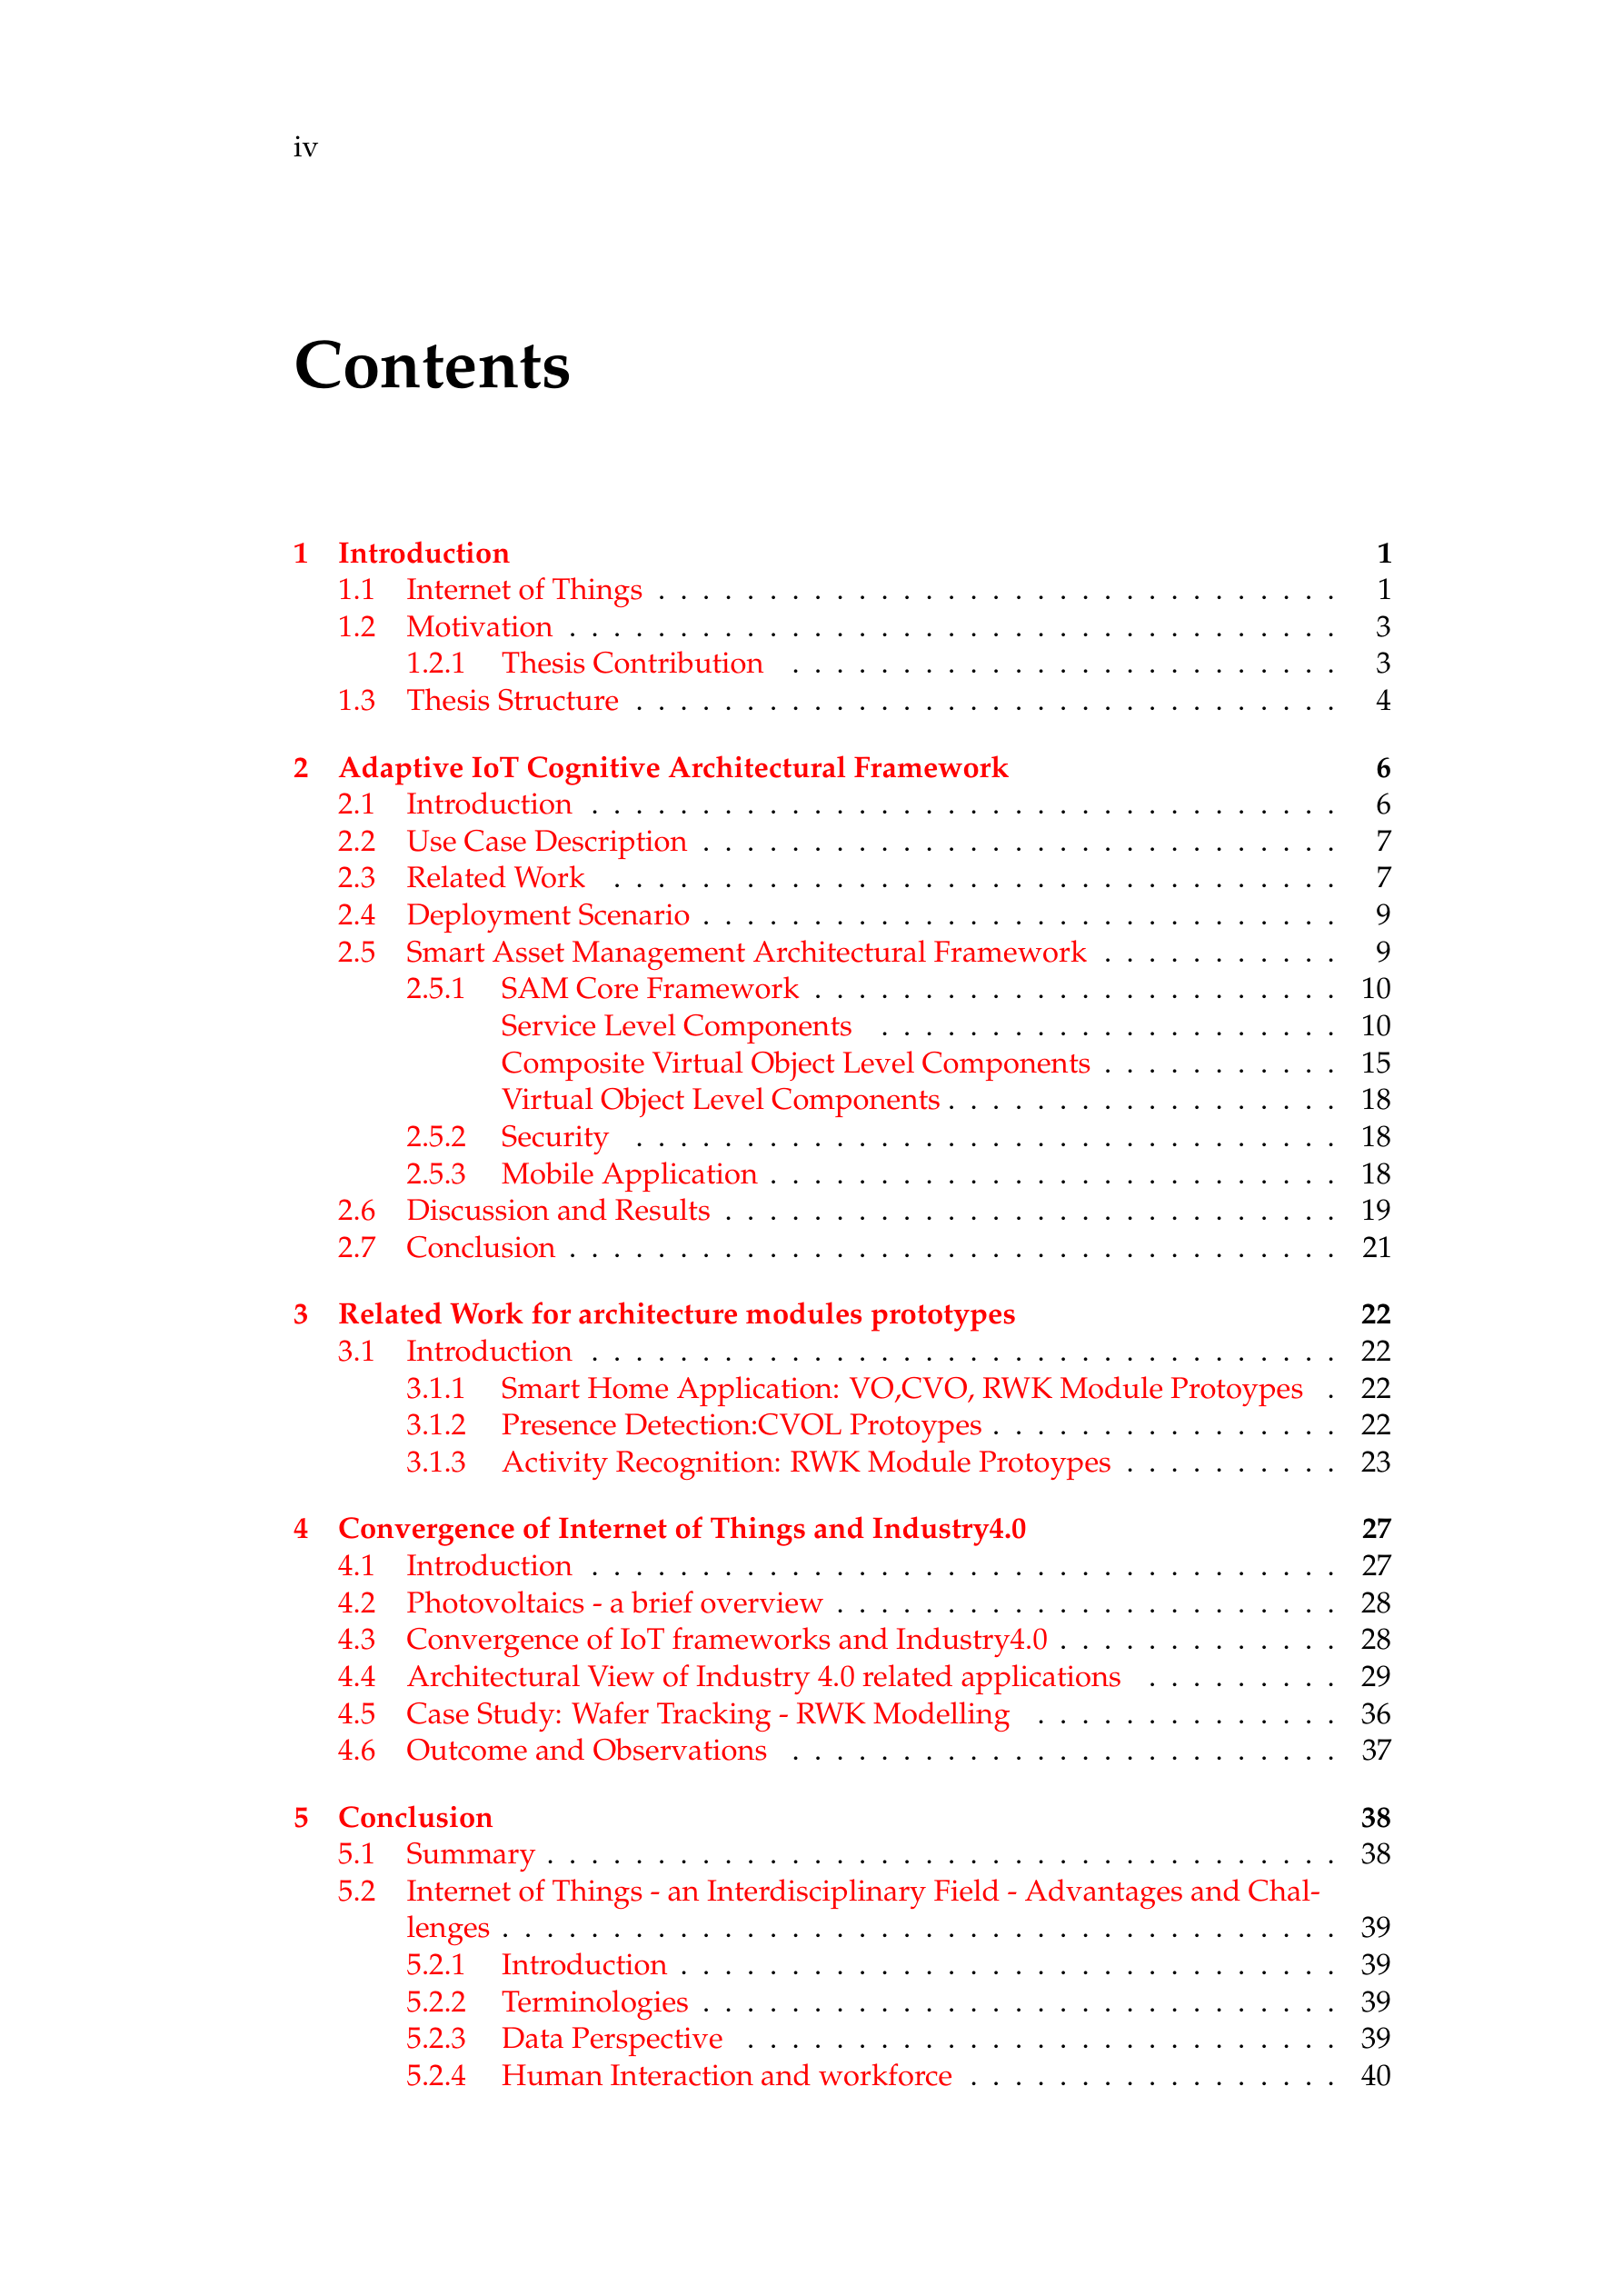 iv
Contents
1 Introduction 1
1.1 Internet of Things . . . . . . . . . . . . . . . . . . . . . . . . . . . . . . . 1
1.2 Motivation . . . . . . . . . . . . . . . . . . . . . . . . . . . . . . . . . . . 3
1.2.1 Thesis Contribution . . . . . . . . . . . . . . . . . . . . . . . . . 3
1.3 Thesis Structure . . . . . . . . . . . . . . . . . . . . . . . . . . . . . . . . 4
2 Adaptive IoT Cognitive Architectural Framework 6
2.1 Introduction . . . . . . . . . . . . . . . . . . . . . . . . . . . . . . . . . . 6
2.2 Use Case Description . . . . . . . . . . . . . . . . . . . . . . . . . . . . . 7
2.3 Related Work . . . . . . . . . . . . . . . . . . . . . . . . . . . . . . . . . 7
2.4 Deployment Scenario . . . . . . . . . . . . . . . . . . . . . . . . . . . . . 9
2.5 Smart Asset Management Architectural Framework . . . . . . . . . . . 9
2.5.1 SAM Core Framework . . . . . . . . . . . . . . . . . . . . . . . . 10
Service Level Components . . . . . . . . . . . . . . . . . . . . . 10
Composite Virtual Object Level Components . . . . . . . . . . . 15
Virtual Object Level Components . . . . . . . . . . . . . . . . . . 18
2.5.2 Security . . . . . . . . . . . . . . . . . . . . . . . . . . . . . . . . 18
2.5.3 Mobile Application . . . . . . . . . . . . . . . . . . . . . . . . . . 18
2.6 Discussion and Results . . . . . . . . . . . . . . . . . . . . . . . . . . . . 19
2.7 Conclusion . . . . . . . . . . . . . . . . . . . . . . . . . . . . . . . . . . . 21
3 Related Work for architecture modules prototypes 22
3.1 Introduction . . . . . . . . . . . . . . . . . . . . . . . . . . . . . . . . . . 22
3.1.1 Smart Home Application: VO,CVO, RWK Module Protoypes . 22
3.1.2 Presence Detection:CVOL Protoypes . . . . . . . . . . . . . . . . 22
3.1.3 Activity Recognition: RWK Module Protoypes . . . . . . . . . . 23
4 Convergence of Internet of Things and Industry4.0 27
4.1 Introduction . . . . . . . . . . . . . . . . . . . . . . . . . . . . . . . . . . 27
4.2 Photovoltaics - a brief overview . . . . . . . . . . . . . . . . . . . . . . . 28
4.3 Convergence of IoT frameworks and Industry4.0 . . . . . . . . . . . . . 28
4.4 Architectural View of Industry 4.0 related applications . . . . . . . . . 29
4.5 Case Study: Wafer Tracking - RWK Modelling . . . . . . . . . . . . . . 36
4.6 Outcome and Observations . . . . . . . . . . . . . . . . . . . . . . . . . 37
5 Conclusion 38
5.1 Summary . . . . . . . . . . . . . . . . . . . . . . . . . . . . . . . . . . . . 38
5.2 Internet of Things - an Interdisciplinary Field - Advantages and Chal-
lenges . . . . . . . . . . . . . . . . . . . . . . . . . . . . . . . . . . . . . . 39
5.2.1 Introduction . . . . . . . . . . . . . . . . . . . . . . . . . . . . . . 39
5.2.2 Terminologies . . . . . . . . . . . . . . . . . . . . . . . . . . . . . 39
5.2.3 Data Perspective . . . . . . . . . . . . . . . . . . . . . . . . . . . 39
5.2.4 Human Interaction and workforce . . . . . . . . . . . . . . . . . 40